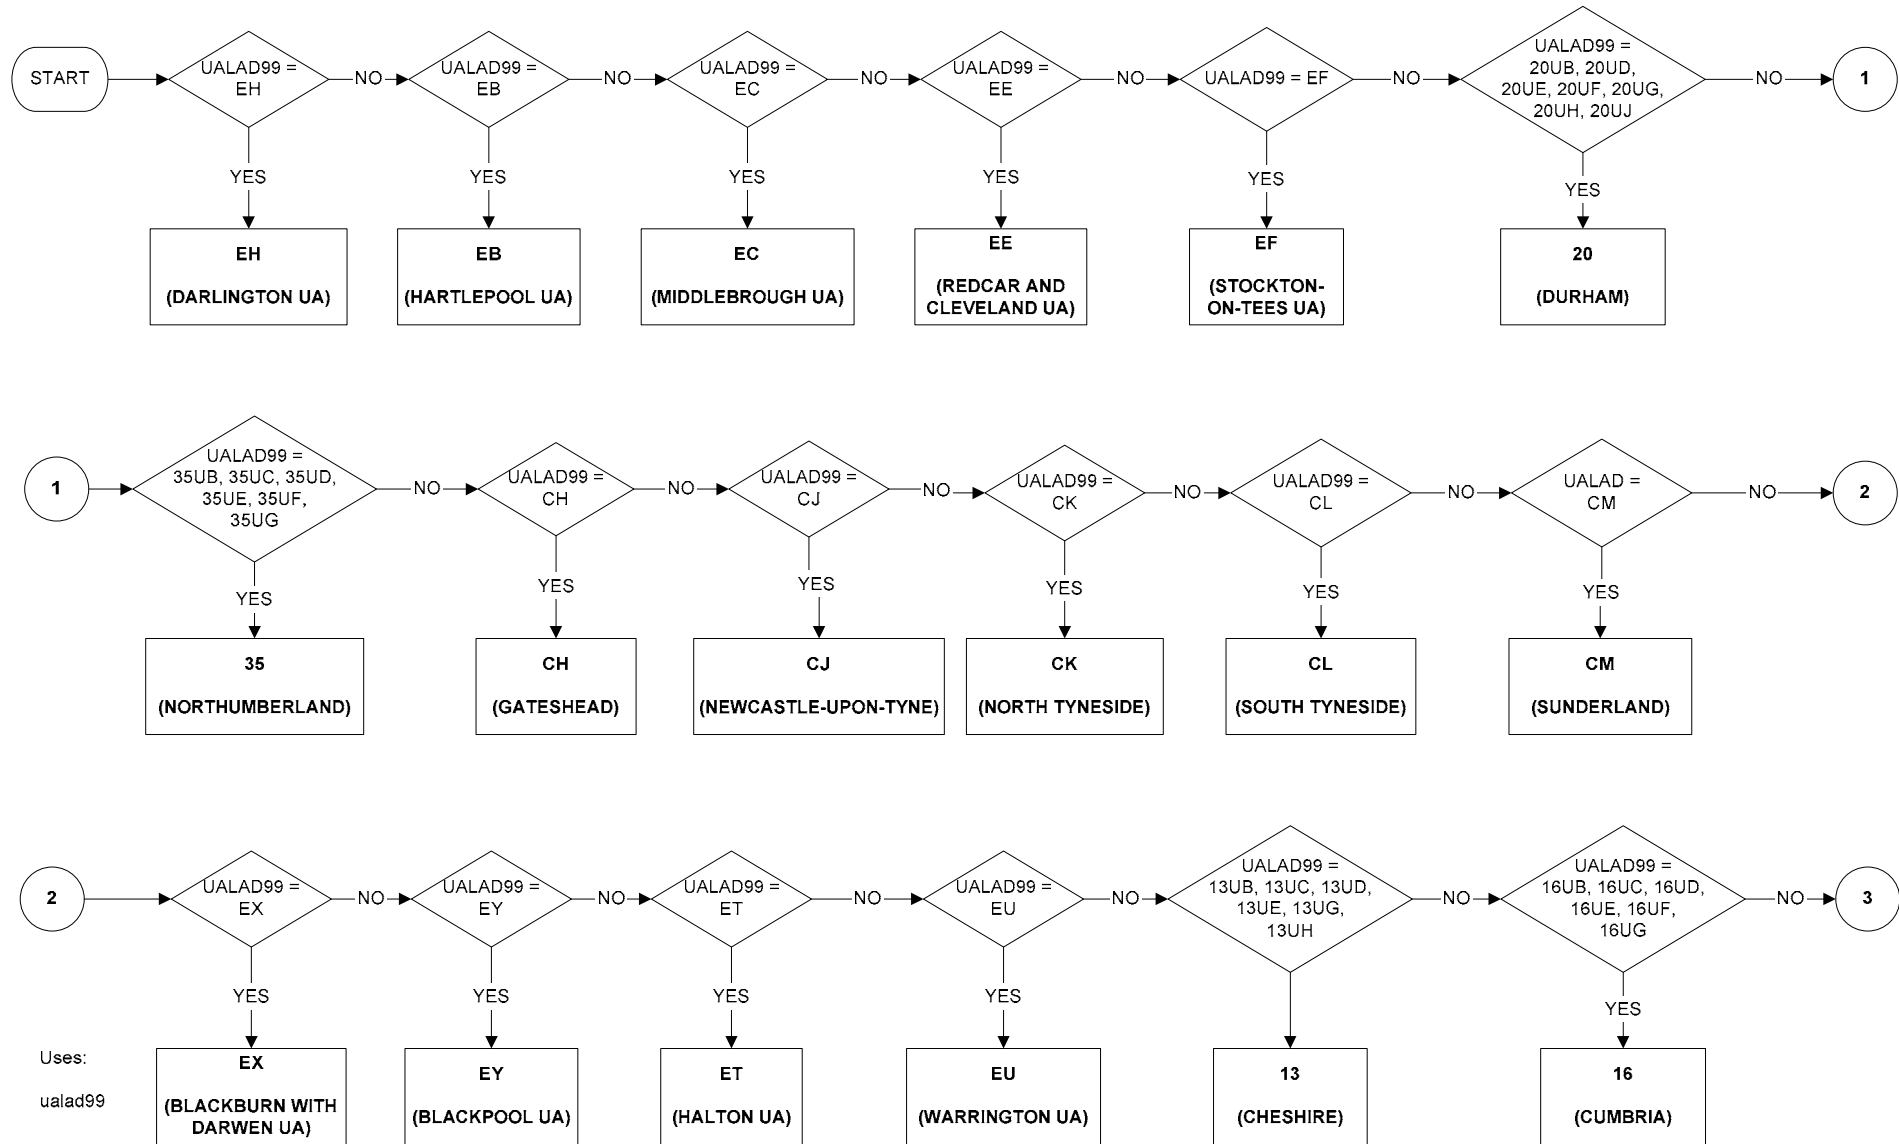 START
UALAD99 =
EH
NO
UALAD99 =
EB
NO
UALAD99 =
EC
NO
UALAD99 =
EE
NO
UALAD99 = EF
NO
UALAD99 =
20UB, 20UD,
20UE, 20UF, 20UG,
20UH, 20UJ
NO
1
YES
YES
YES
YES
YES
YES
EH
(DARLINGTON UA)
EB
(HARTLEPOOL UA)
EC
(MIDDLEBROUGH UA)
EE
(REDCAR AND
CLEVELAND UA)
EF
(STOCKTON-
ON-TEES UA)
20
(DURHAM)
1
UALAD99 =
35UB, 35UC, 35UD,
35UE, 35UF,
35UG
NO
UALAD99 =
CH
NO
UALAD99 =
CJ
NO
UALAD99 =
CK
NO
UALAD99 =
CL
NO
UALAD =
CM
NO
2
YES
YES
YES
YES
YES
YES
35
(NORTHUMBERLAND)
CH
(GATESHEAD)
CJ
(NEWCASTLE-UPON-TYNE)
CK
(NORTH TYNESIDE)
CL
(SOUTH TYNESIDE)
CM
(SUNDERLAND)
2
UALAD99 =
EX
NO
UALAD99 =
EY
NO
UALAD99 =
ET
NO
UALAD99 =
EU
NO
UALAD99 =
13UB, 13UC, 13UD,
13UE, 13UG,
13UH
NO
UALAD99 =
16UB, 16UC, 16UD,
16UE, 16UF,
16UG
NO
3
YES
YES
YES
YES
YES
Uses:
ualad99
EX
(BLACKBURN WITH
DARWEN UA)
EY
(BLACKPOOL UA)
ET
(HALTON UA)
EU
(WARRINGTON UA)
13
(CHESHIRE)
16
(CUMBRIA)